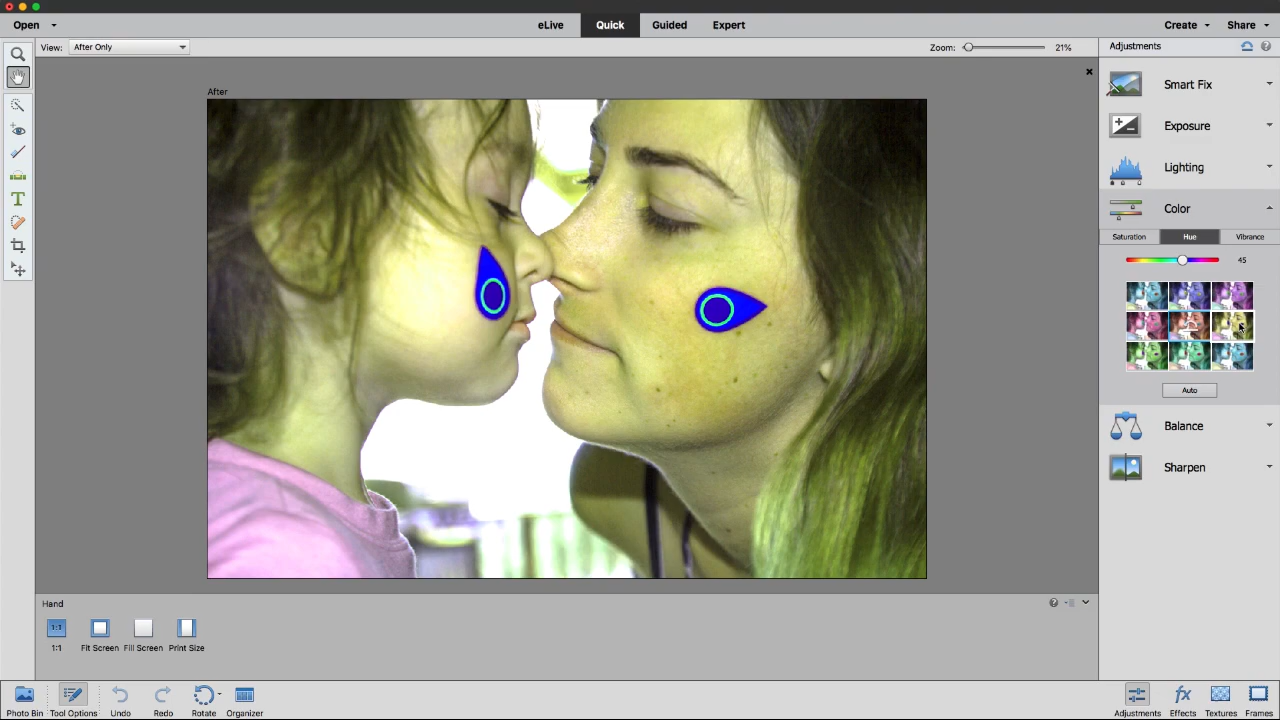 Open
eLive Quick Guided Expert
Create Share
View: After Only
Zoom: 21%
Adjustments
After
Smart Fix
Exposure
Lighting
Color
Saturation Hue Vibrance
45
Auto
Balance
Sharpen
Hand
1:1
1:1 Fit Screen Fill Screen Print Size
Photo Bin Tool Options Undo Redo Rotate Organizer
fx
Adjustments Effects Textures Frames